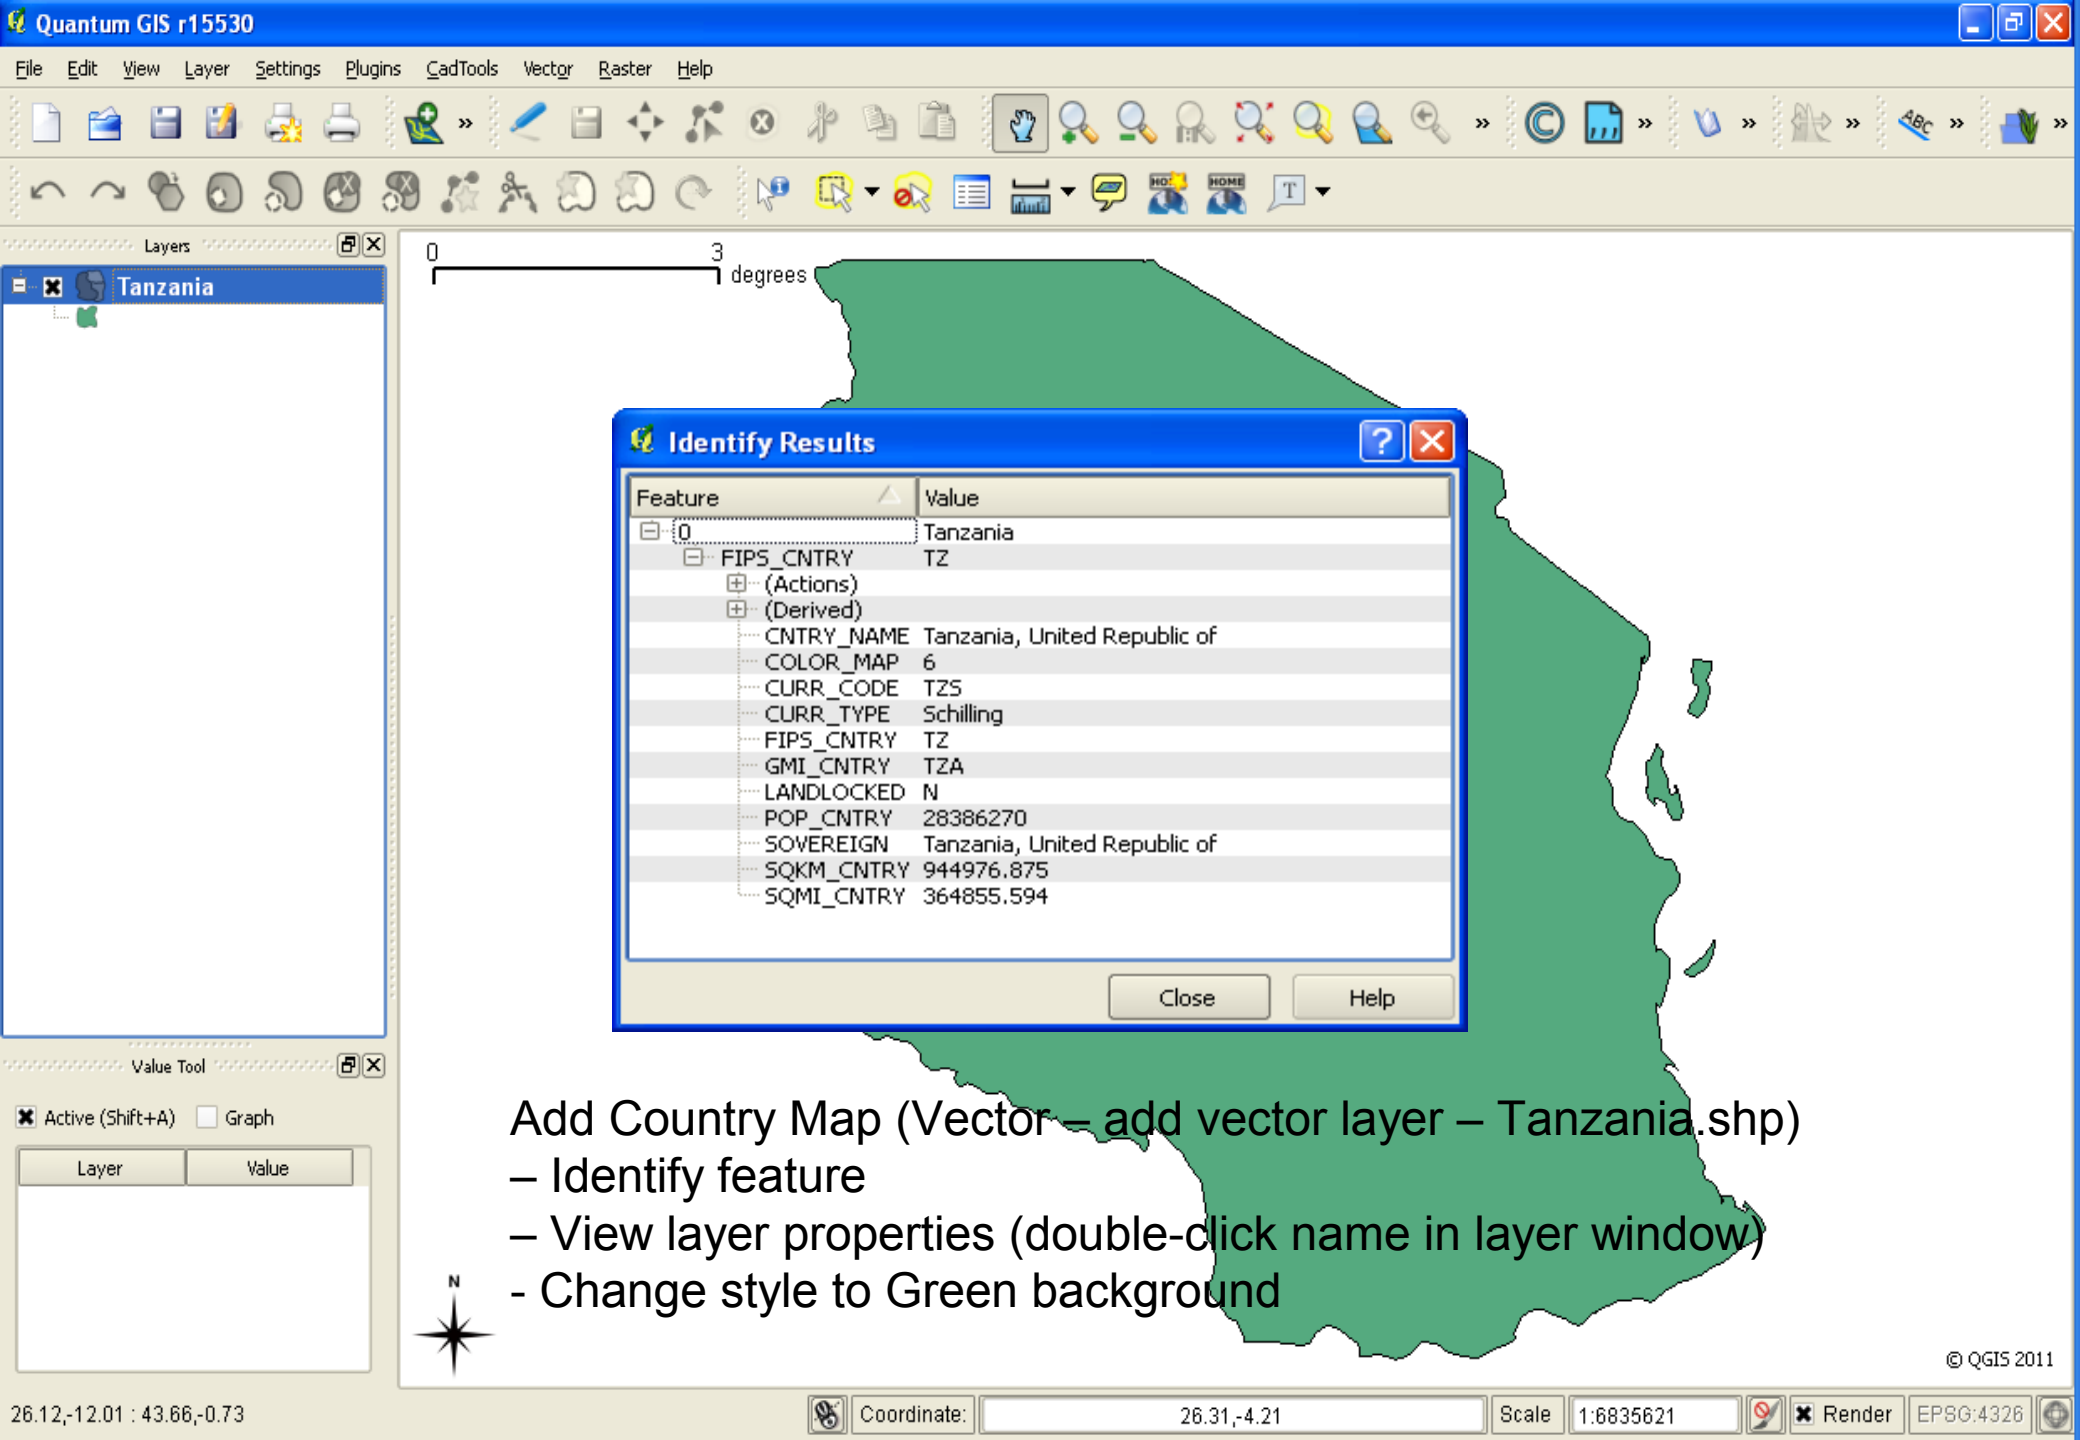 Quantum GIS r15530
File Edit View Layer Settings Plugins CadTools Vector Raster Help
ABC
HOME
T
Layers
Tanzania
0 3
degrees
Identify Results
Feature Value
0 Tanzania
FIPS_CNTRY TZ
(Actions)
(Derived)
CNTRY_NAME Tanzania, United Republic of
COLOR_MAP 6
CURR_CODE TZS
CURR_TYPE Schilling
FIPS_CNTRY TZ
GMI_CNTRY TZA
LANDLOCKED N
POP_CNTRY 28386270
SOVEREIGN Tanzania, United Republic of
SQKM_CNTRY 944976.875
SQMI_CNTRY 364855.594
Close Help
Value Tool
Active (Shift+A) Graph
Layer Value
Add Country Map (Vector – add vector layer – Tanzania.shp)
– Identify feature
– View layer properties (double-click name in layer window)
- Change style to Green background
N
© QGIS 2011
26.12,-12.01 : 43.66,-0.73 Coordinate: 26.31,-4.21 Scale 1:6835621 Render EPSG:4326